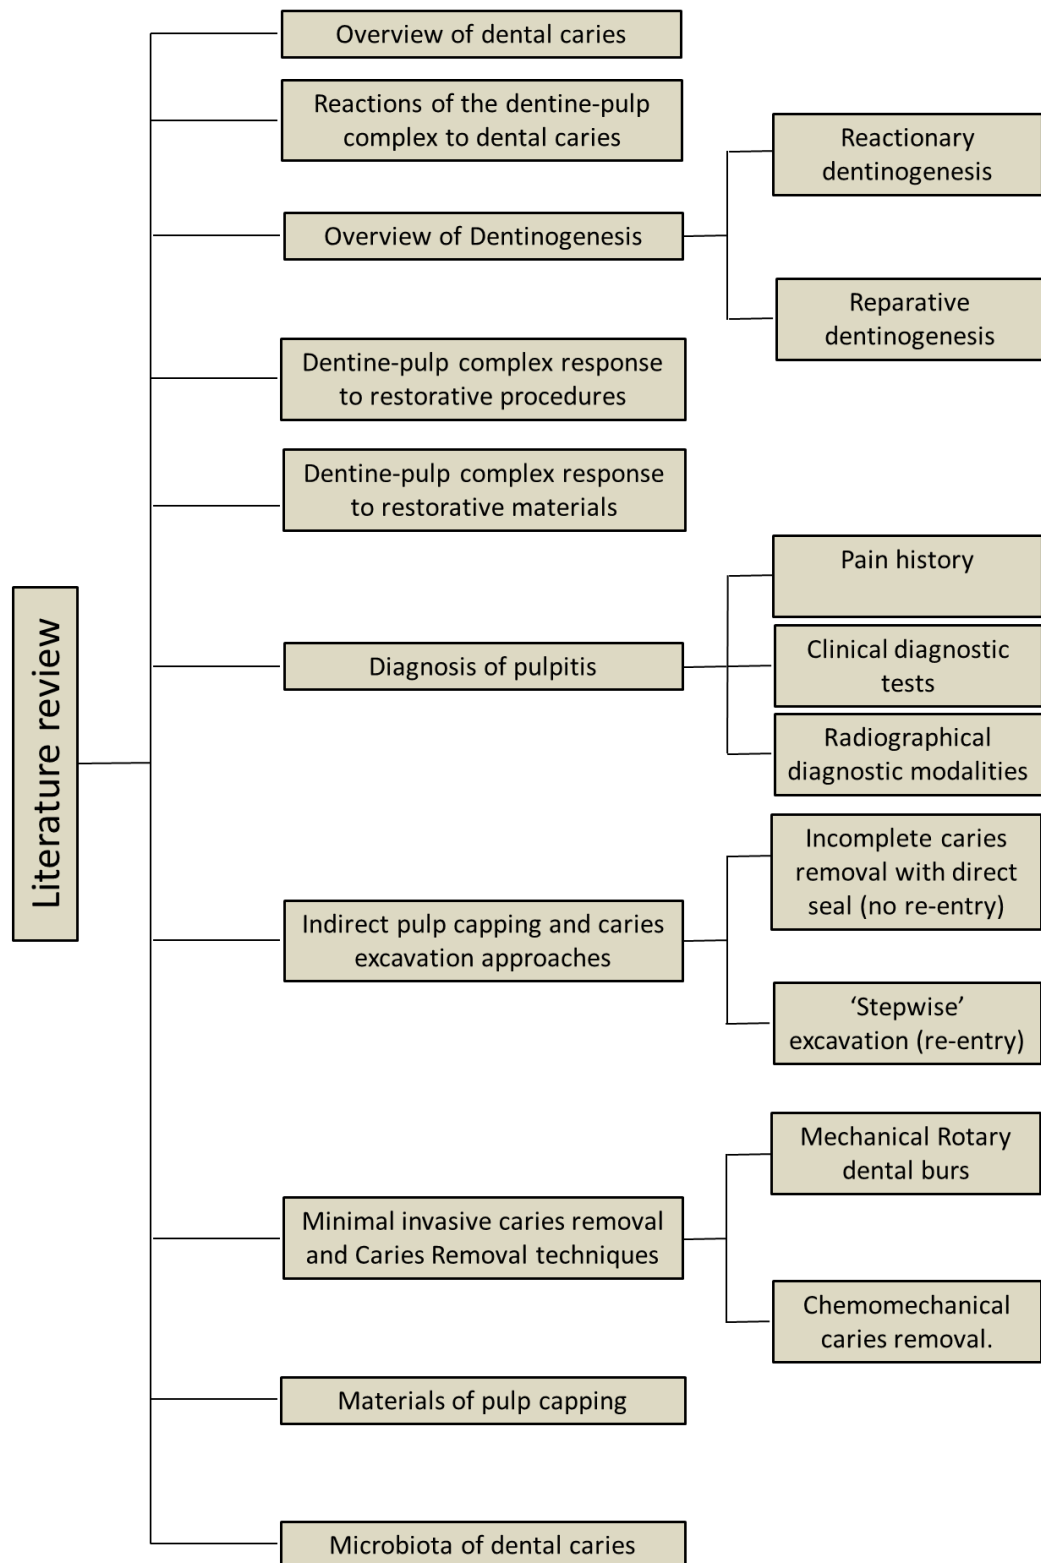 Literature review
Overview of dental caries
Reactions of the dentine-pulp
complex to dental caries
Overview of Dentinogenesis
Reactionary
dentinogenesis
Reparative
dentinogenesis
Dentine-pulp complex response
to restorative procedures
Dentine-pulp complex response
to restorative materials
Diagnosis of pulpitis
Pain history
Clinical diagnostic
tests
Radiographical
diagnostic modalities
Indirect pulp capping and caries
excavation approaches
Incomplete caries
removal with direct
seal (no re-entry)
‘Stepwise’
excavation (re-entry)
Minimal invasive caries removal
and Caries Removal techniques
Mechanical Rotary
dental burs
Chemomechanical
caries removal.
Materials of pulp capping
Microbiota of dental caries